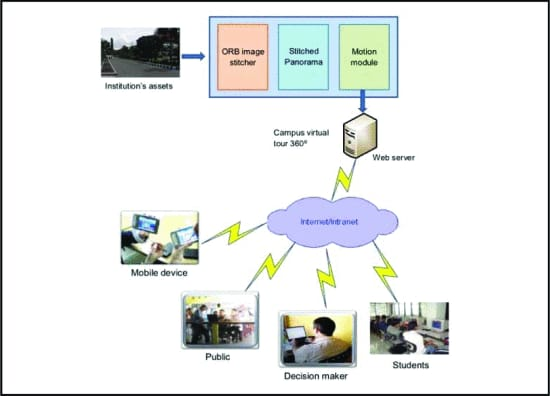 ORB image
stitcher
Stitched
Panorama
Motion
module
Institution's assets
Campus virtual
tour 360º
Web server
Internet/Intranet
Mobile device
Public
Decision maker
Students